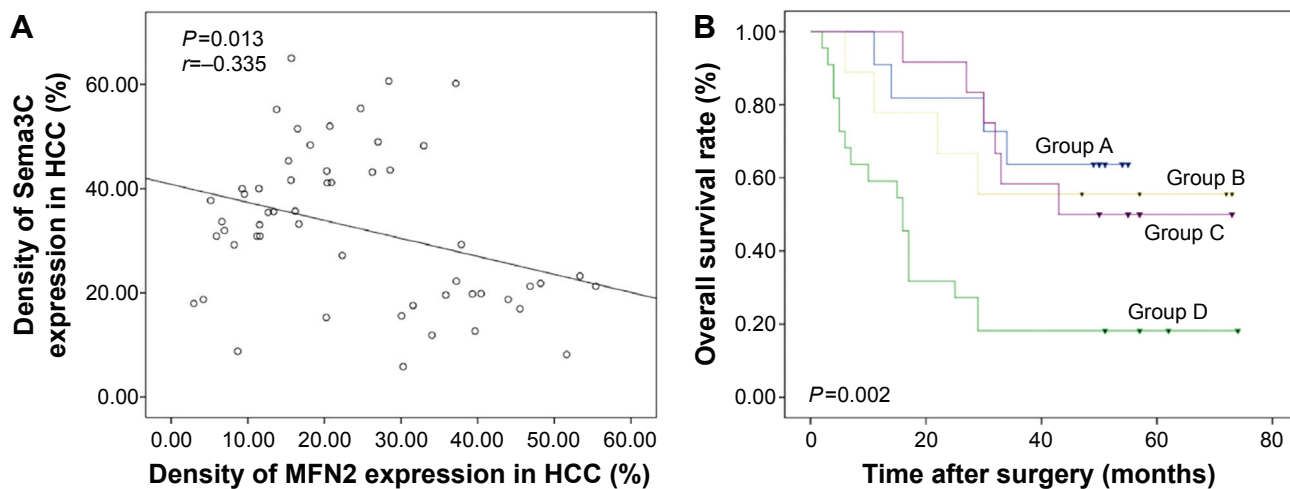 A
P=0.013
r=–0.335
Density of Sema3C
expression in HCC (%)
60.00
40.00
20.00
0.00
0.00 10.00 20.00 30.00 40.00 50.00 60.00
Density of MFN2 expression in HCC (%)
B
Overall survival rate (%)
1.00
0.80
0.60
0.40
0.20
0.00
Group A
Group B
Group C
Group D
P=0.002
0 20 40 60 80
Time after surgery (months)